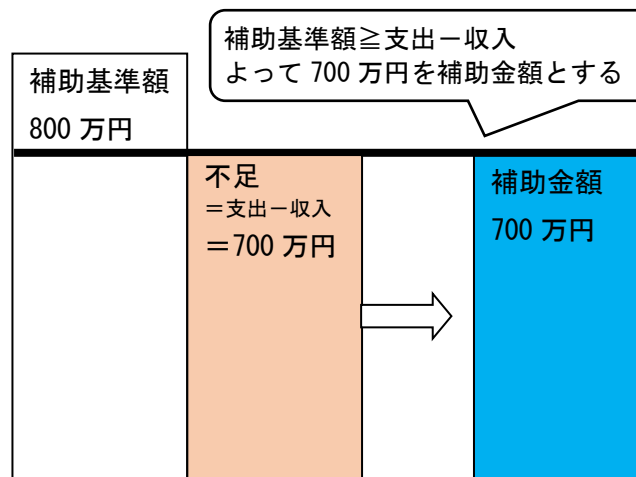 補助基準額≧支出－収入
よって 700 万円を補助金額とする
補助基準額
800 万円
不足
＝支出－収入
＝700 万円
補助金額
700 万円